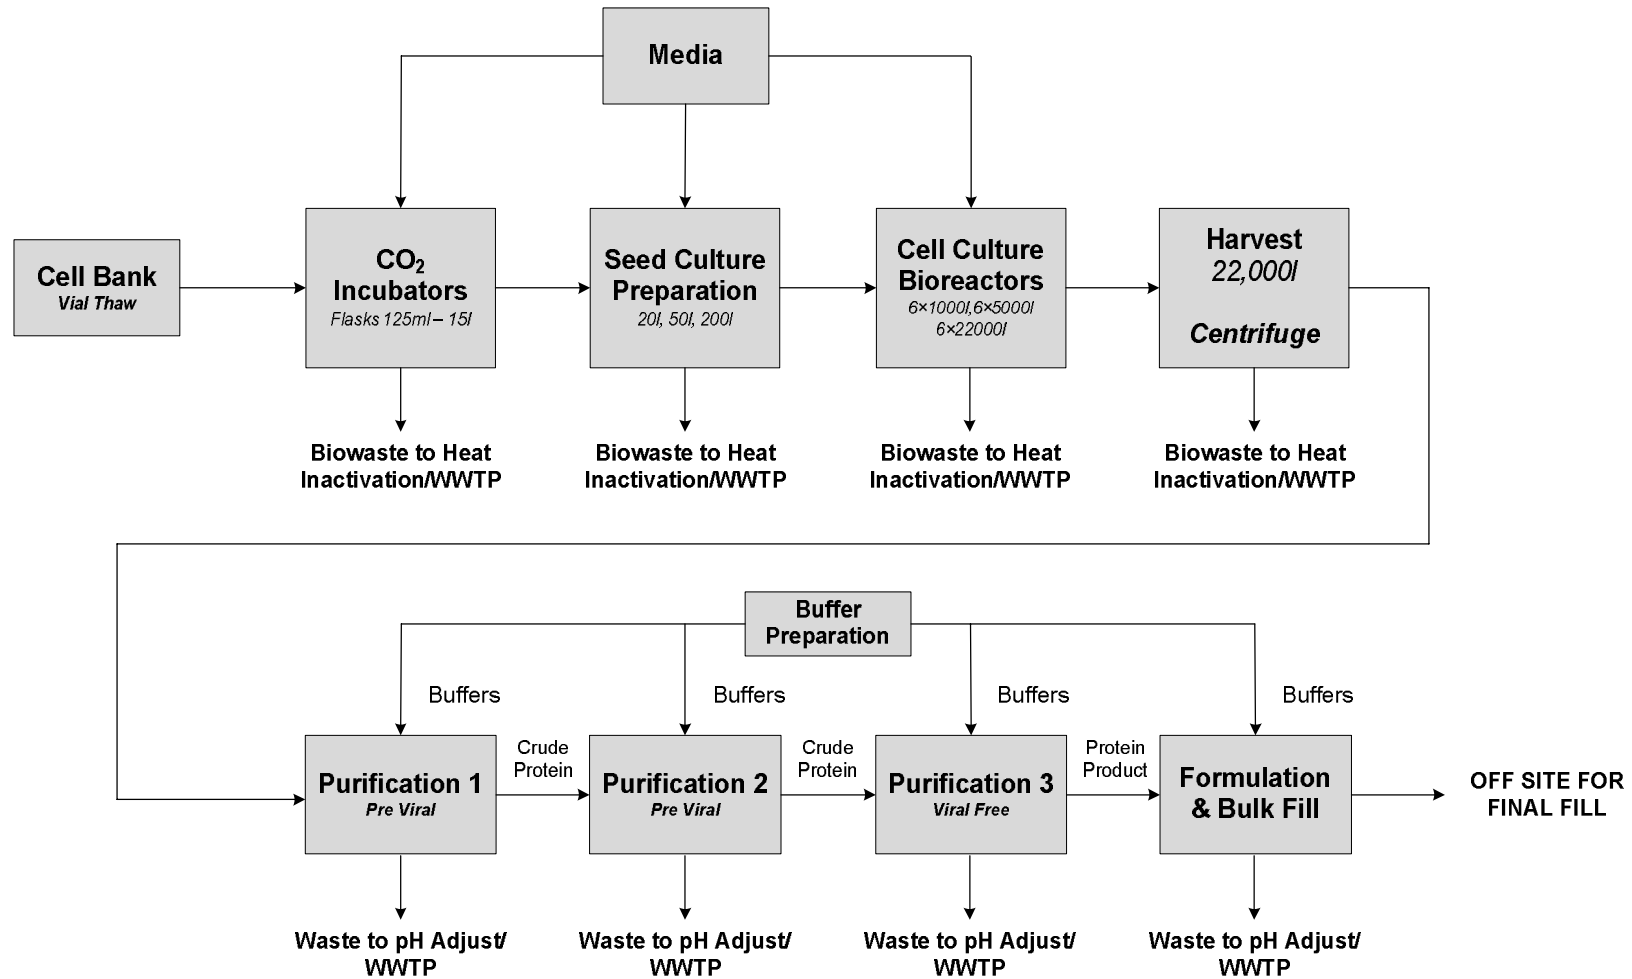 Media
Cell Bank
Vial Thaw
CO₂
Incubators
Flasks 125ml – 15l
Seed Culture
Preparation
20l, 50l, 200l
Cell Culture
Bioreactors
6×1000l,6×5000l
6×22000l
Harvest
22,000l
Centrifuge
Biowaste to Heat
Inactivation/WWTP
Biowaste to Heat
Inactivation/WWTP
Biowaste to Heat
Inactivation/WWTP
Biowaste to Heat
Inactivation/WWTP
Buffer
Preparation
Buffers
Buffers
Buffers
Buffers
Purification 1
Pre Viral
Crude
Protein
Purification 2
Pre Viral
Crude
Protein
Purification 3
Viral Free
Protein
Product
Formulation
& Bulk Fill
OFF SITE FOR
FINAL FILL
Waste to pH Adjust/
WWTP
Waste to pH Adjust/
WWTP
Waste to pH Adjust/
WWTP
Waste to pH Adjust/
WWTP